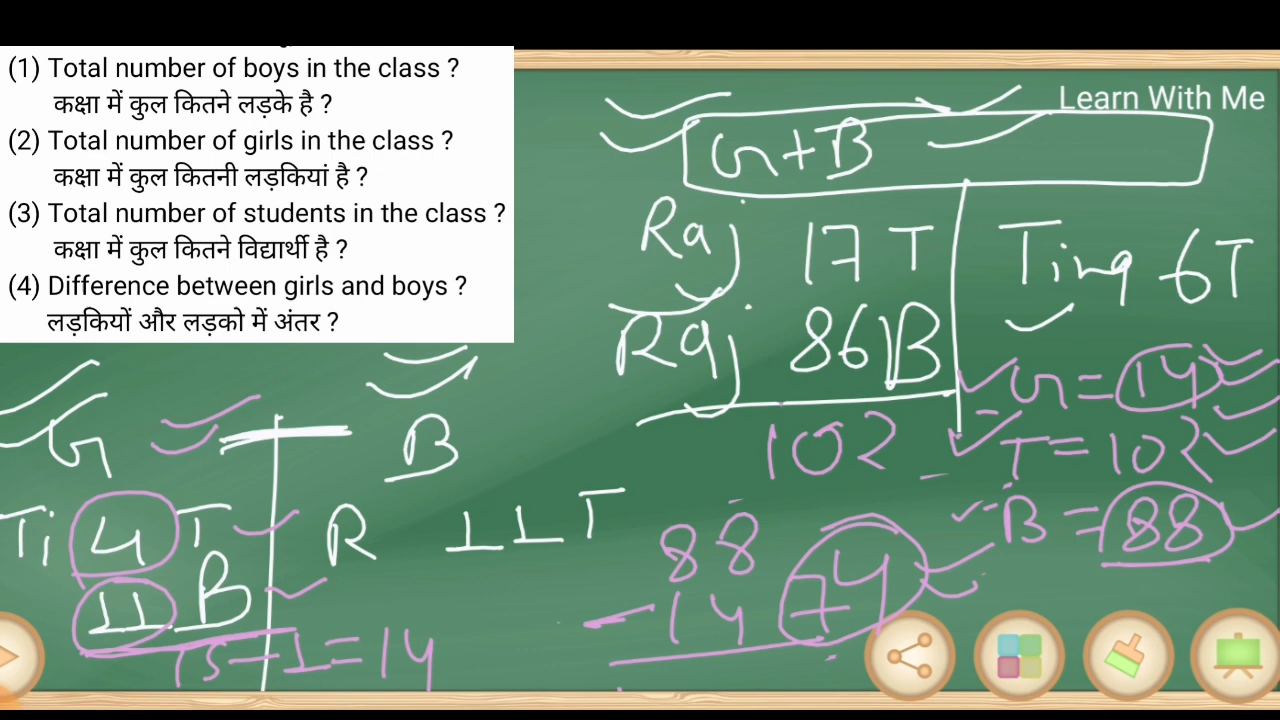 (1) Total number of boys in the class ?
कक्षा में कुल कितने लड़के है ?
(2) Total number of girls in the class ?
कक्षा में कुल कितनी लड़कियां है ?
(3) Total number of students in the class ?
कक्षा में कुल कितने विद्यार्थी है ?
(4) Difference between girls and boys ?
लड़कियों और लड़को में अंतर ?
Learn With Me
G+B
Raj 17 T
Raj 86 B
102
Tina 6T
G=14
T=102
B=88
G
B
Ti 4 T
11 B
R 11T
15-1=14
88
-14
74